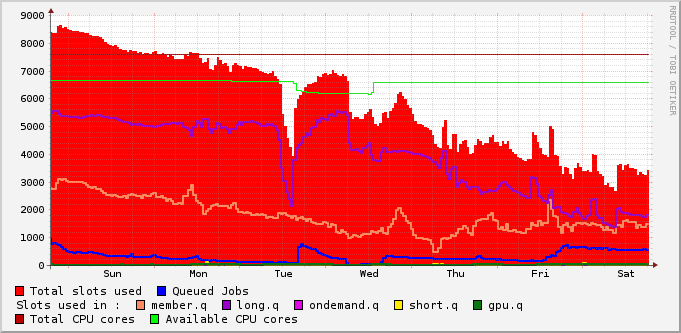 9000
8000
7000
6000
5000
4000
3000
2000
1000
0
Sun Mon Tue Wed Thu Fri Sat
RRDTOOL / TOBI OETIKER
Total slots used Queued Jobs
Slots used in : member.q long.q ondemand.q short.q gpu.q
Total CPU cores Available CPU cores